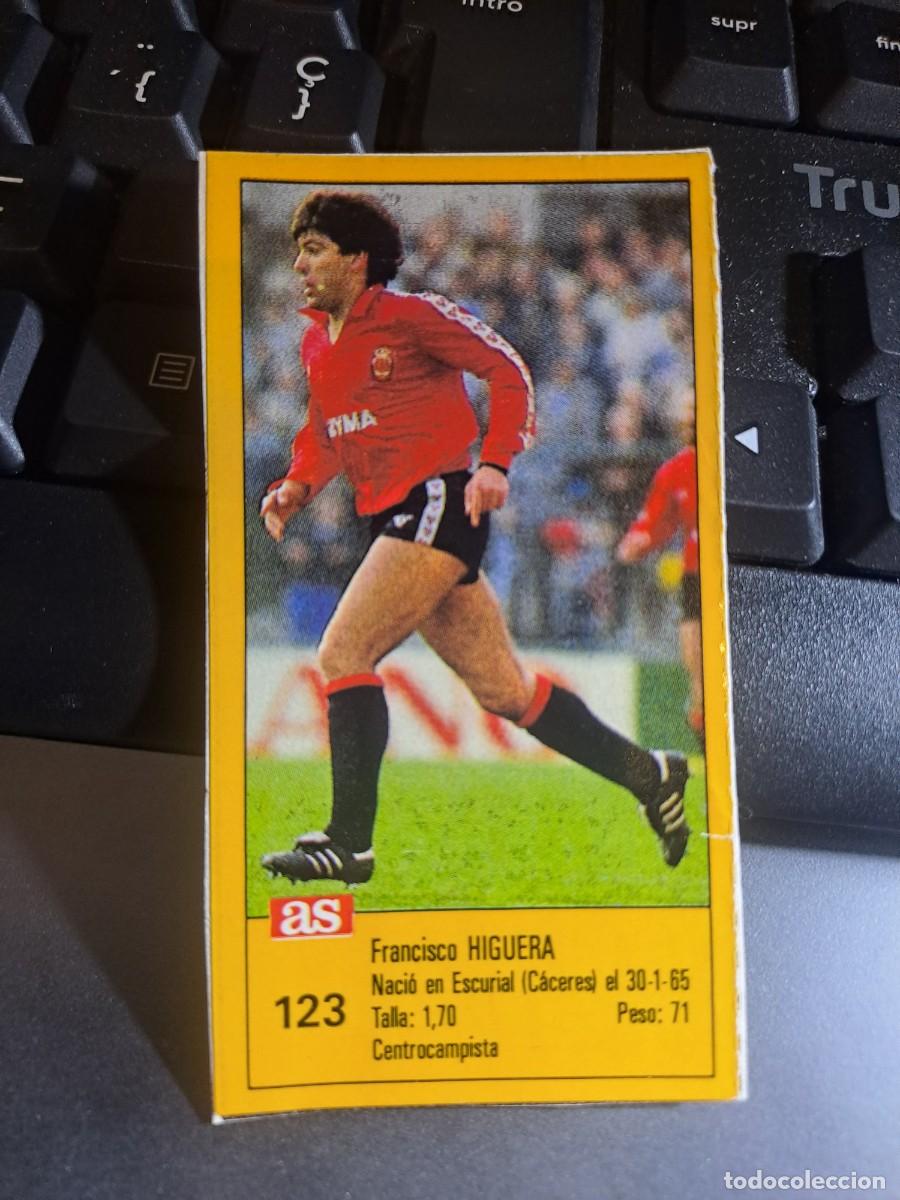 intro
supr
fin
¨
´ {
Ç
}
Tru
YMA
as
Francisco HIGUERA
Nació en Escurial (Cáceres) el 30-1-65
123
Talla: 1,70 Peso: 71
Centrocampista
todocoleccion